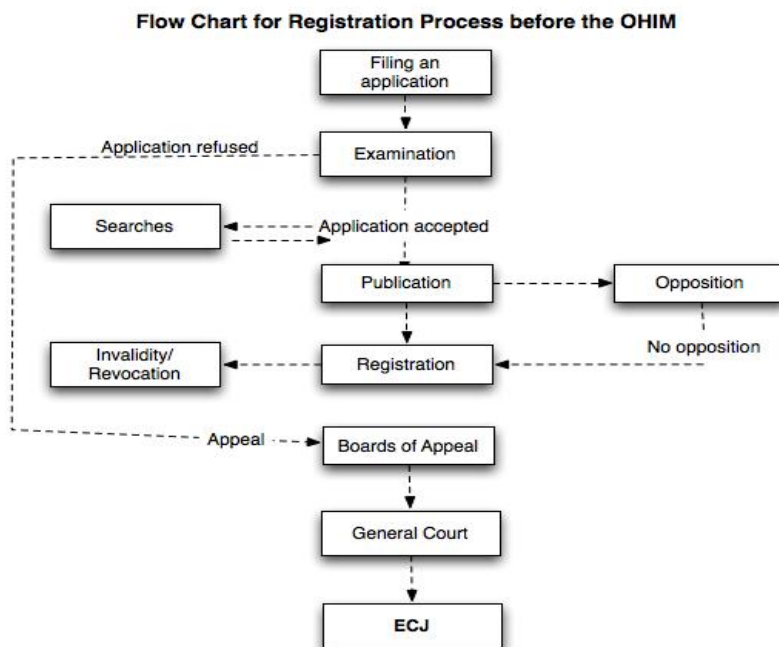 Flow Chart for Registration Process before the OHIM
Filing an
application
Application refused
Examination
Searches
Application accepted
Publication
Opposition
No opposition
Invalidity/
Revocation
Registration
Appeal
Boards of Appeal
General Court
ECJ